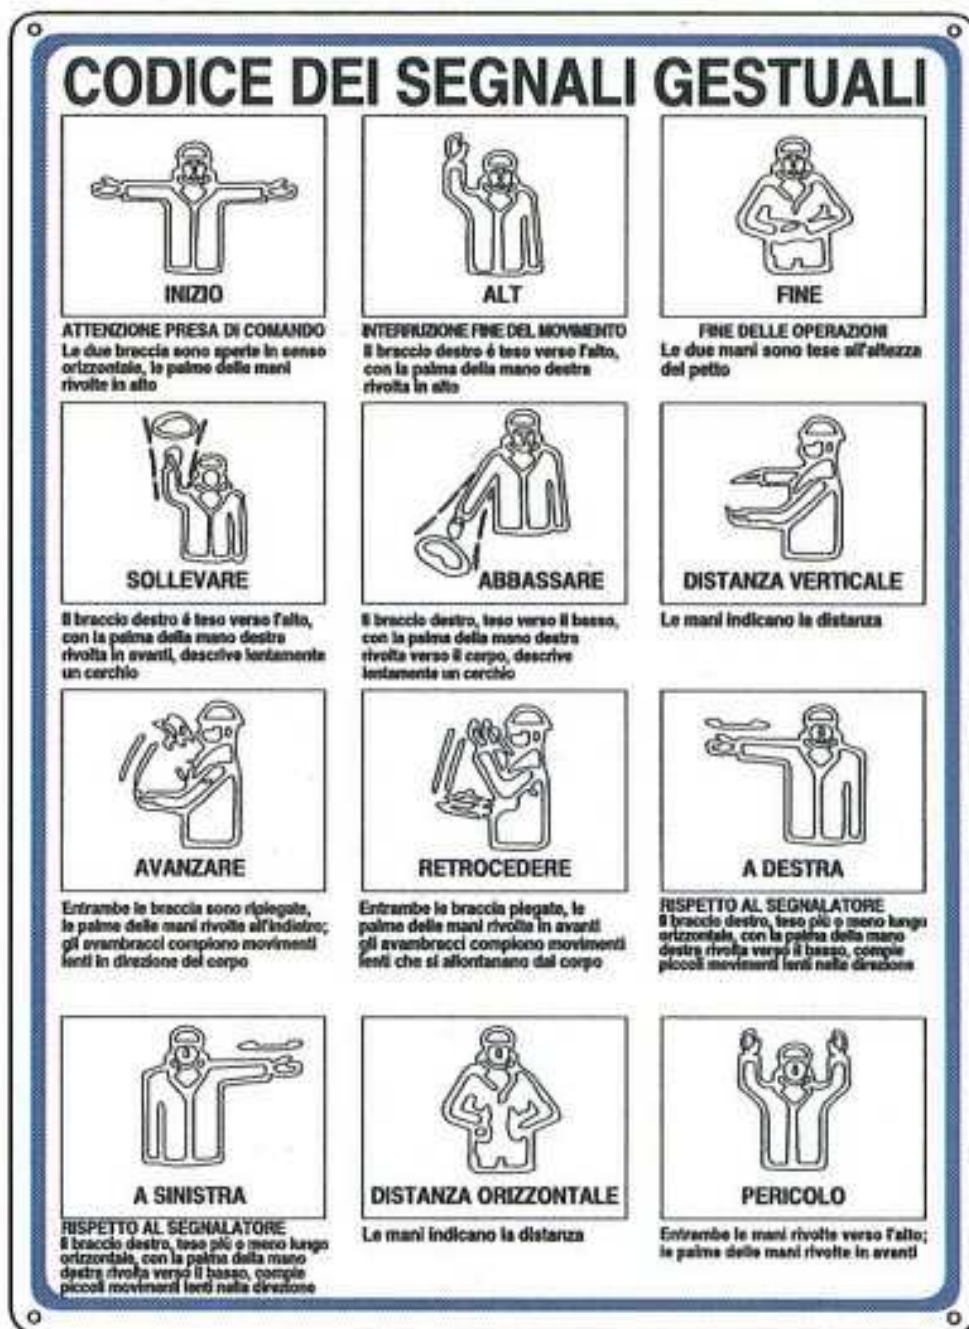 CODICE DEI SEGNALI GESTUALI
INIZIO
ATTENZIONE PRESA DI COMANDO
Le due braccia sono aperte in senso
orizzontale, le palme delle mani
rivolte in alto
ALT
INTERRUZIONE FINE DEL MOVIMENTO
Il braccio destro é teso verso l'alto,
con la palma della mano destra
rivolta in alto
FINE
FINE DELLE OPERAZIONI
Le due mani sono tese all'altezza
del petto
SOLLEVARE
Il braccio destro é teso verso l'alto,
con la palma della mano destra
rivolta in avanti, descrive lentamente
un cerchio
ABBASSARE
Il braccio destro, teso verso il basso,
con la palma della mano destra
rivolta verso il corpo, descrive
lentamente un cerchio
DISTANZA VERTICALE
Le mani indicano la distanza
AVANZARE
Entrambe le braccia sono ripiegate,
le palme delle mani rivolte all'indietro;
gli avambracci compiono movimenti
lenti in direzione del corpo
RETROCEDERE
Entrambe le braccia piegate, le
palme delle mani rivolte in avanti
gli avambracci compiono movimenti
lenti che si allontanano dal corpo
A DESTRA
RISPETTO AL SEGNALATORE
Il braccio destro, teso più o meno lungo
orizzontale, con la palma della mano
destra rivolta verso il basso, compie
piccoli movimenti lenti nella direzione
A SINISTRA
RISPETTO AL SEGNALATORE
Il braccio destro, teso più o meno lungo
orizzontale, con la palma della mano
destra rivolta verso il basso, compie
piccoli movimenti lenti nella direzione
DISTANZA ORIZZONTALE
Le mani indicano la distanza
PERICOLO
Entrambe le mani rivolte verso l'alto;
le palme delle mani rivolte in avanti